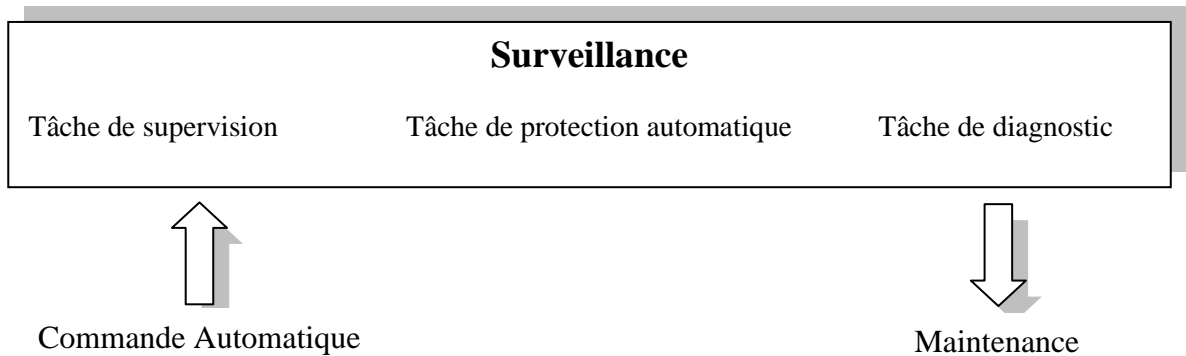 Surveillance
Tâche de supervision Tâche de protection automatique Tâche de diagnostic
Commande Automatique Maintenance